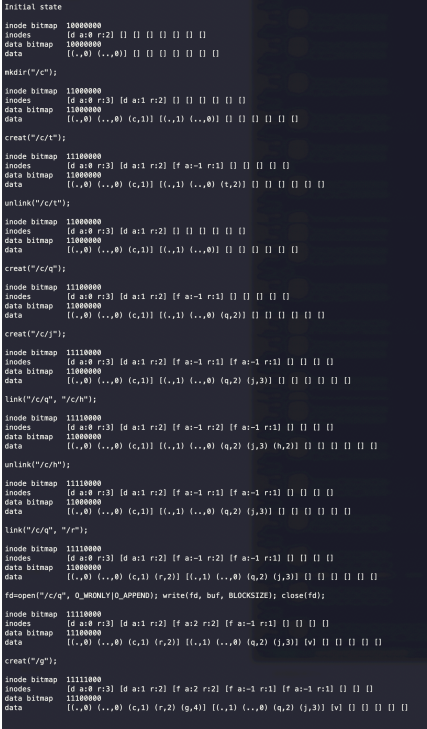 Initial state
inode bitmap 10000000
inodes [d a:0 r:2] [] [] [] [] [] [] []
data bitmap 10000000
data [(.,0) (..,0)] [] [] [] [] [] [] []
mkdir("/c");
inode bitmap 11000000
inodes [d a:0 r:3] [d a:1 r:2] [] [] [] [] [] []
data bitmap 11000000
data [(.,0) (..,0) (c,1)] [(.,1) (..,0)] [] [] [] [] [] []
creat("/c/t");
inode bitmap 11100000
inodes [d a:0 r:3] [d a:1 r:2] [f a:-1 r:1] [] [] [] [] []
data bitmap 11000000
data [(.,0) (..,0) (c,1)] [(.,1) (..,0) (t,2)] [] [] [] [] [] []
unlink("/c/t");
inode bitmap 11000000
inodes [d a:0 r:3] [d a:1 r:2] [] [] [] [] [] []
data bitmap 11000000
data [(.,0) (..,0) (c,1)] [(.,1) (..,0)] [] [] [] [] [] []
creat("/c/q");
inode bitmap 11100000
inodes [d a:0 r:3] [d a:1 r:2] [f a:-1 r:1] [] [] [] [] []
data bitmap 11000000
data [(.,0) (..,0) (c,1)] [(.,1) (..,0) (q,2)] [] [] [] [] [] []
creat("/c/j");
inode bitmap 11110000
inodes [d a:0 r:3] [d a:1 r:2] [f a:-1 r:1] [f a:-1 r:1] [] [] [] []
data bitmap 11000000
data [(.,0) (..,0) (c,1)] [(.,1) (..,0) (q,2) (j,3)] [] [] [] [] [] []
link("/c/q", "/c/h");
inode bitmap 11110000
inodes [d a:0 r:3] [d a:1 r:2] [f a:-1 r:2] [f a:-1 r:1] [] [] [] []
data bitmap 11000000
data [(.,0) (..,0) (c,1)] [(.,1) (..,0) (q,2) (j,3) (h,2)] [] [] [] [] [] []
unlink("/c/h");
inode bitmap 11110000
inodes [d a:0 r:3] [d a:1 r:2] [f a:-1 r:1] [f a:-1 r:1] [] [] [] []
data bitmap 11000000
data [(.,0) (..,0) (c,1)] [(.,1) (..,0) (q,2) (j,3)] [] [] [] [] [] []
link("/c/q", "/r");
inode bitmap 11110000
inodes [d a:0 r:3] [d a:1 r:2] [f a:-1 r:2] [f a:-1 r:1] [] [] [] []
data bitmap 11000000
data [(.,0) (..,0) (c,1) (r,2)] [(.,1) (..,0) (q,2) (j,3)] [] [] [] [] [] []
fd=open("/c/q", O_WRONLY|O_APPEND); write(fd, buf, BLOCKSIZE); close(fd);
inode bitmap 11110000
inodes [d a:0 r:3] [d a:1 r:2] [f a:2 r:2] [f a:-1 r:1] [] [] [] []
data bitmap 11100000
data [(.,0) (..,0) (c,1) (r,2)] [(.,1) (..,0) (q,2) (j,3)] [v] [] [] [] [] []
creat("/g");
inode bitmap 11111000
inodes [d a:0 r:3] [d a:1 r:2] [f a:2 r:2] [f a:-1 r:1] [f a:-1 r:1] [] [] []
data bitmap 11100000
data [(.,0) (..,0) (c,1) (r,2) (g,4)] [(.,1) (..,0) (q,2) (j,3)] [v] [] [] [] [] []